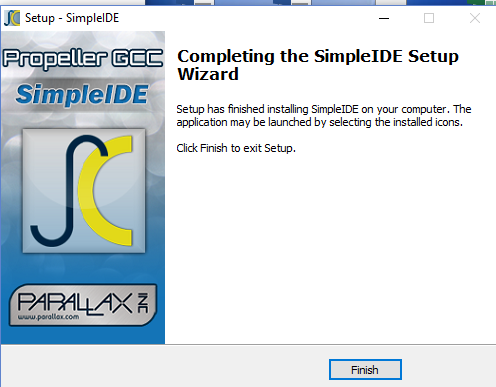 Setup - SimpleIDE
Propeller GCC
SimpleIDE
PARALLAX INC
www.parallax.com
Completing the SimpleIDE Setup
Wizard
Setup has finished installing SimpleIDE on your computer. The
application may be launched by selecting the installed icons.
Click Finish to exit Setup.
Finish